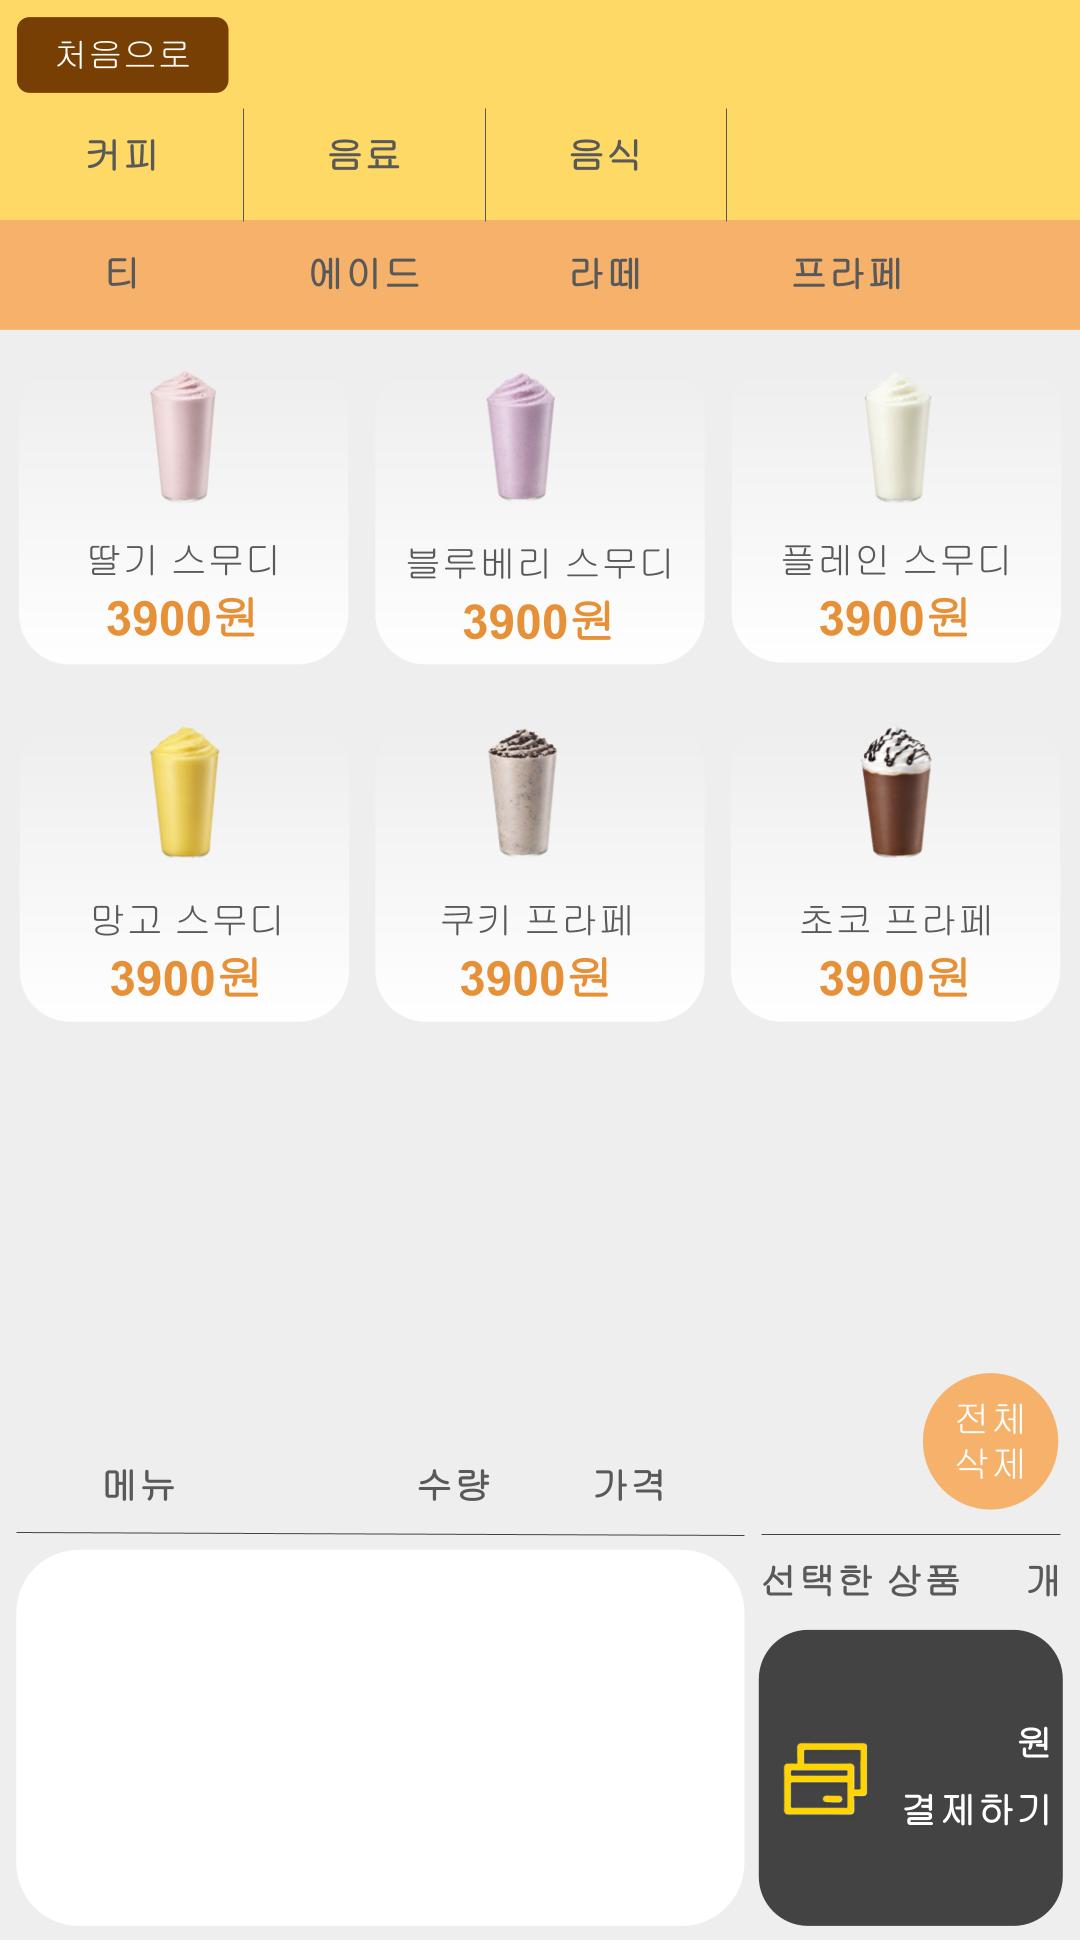 처음으로
커피 음료 음식
티 에이드 라떼 프라페
딸기 스무디 블루베리 스무디 플레인 스무디
3900원 3900원 3900원
망고 스무디 쿠키 프라페 초코 프라페
3900원 3900원 3900원
전체
삭제
메뉴 수량 가격
선택한 상품 개
원
결제하기